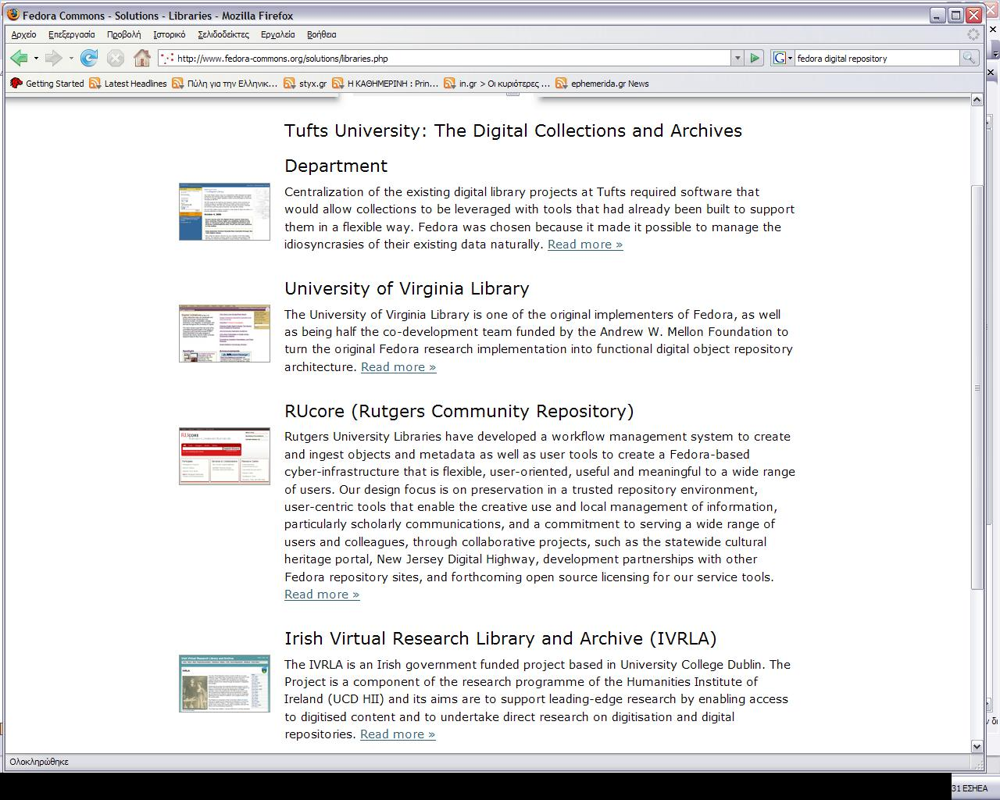 Fedora Commons - Solutions - Libraries - Mozilla Firefox
Αρχείο Επεξεργασία Προβολή Ιστορικό Σελιδοδείκτες Εργαλεία Βοήθεια
http://www.fedora-commons.org/solutions/libraries.php
fedora digital repository
Getting Started Latest Headlines Πύλη για την Ελληνικ... styx.gr Η ΚΑΘΗΜΕΡΙΝΗ : Prin... in.gr > Οι κυριότερες ... ephemerida.gr News
Tufts University: The Digital Collections and Archives
Department
Centralization of the existing digital library projects at Tufts required software that
would allow collections to be leveraged with tools that had already been built to support
them in a flexible way. Fedora was chosen because it made it possible to manage the
idiosyncrasies of their existing data naturally. Read more »
University of Virginia Library
The University of Virginia Library is one of the original implementers of Fedora, as well
as being half the co-development team funded by the Andrew W. Mellon Foundation to
turn the original Fedora research implementation into functional digital object repository
architecture. Read more »
RUcore (Rutgers Community Repository)
Rutgers University Libraries have developed a workflow management system to create
and ingest objects and metadata as well as user tools to create a Fedora-based
cyber-infrastructure that is flexible, user-oriented, useful and meaningful to a wide range
of users. Our design focus is on preservation in a trusted repository environment,
user-centric tools that enable the creative use and local management of information,
particularly scholarly communications, and a commitment to serving a wide range of
users and colleagues, through collaborative projects, such as the statewide cultural
heritage portal, New Jersey Digital Highway, development partnerships with other
Fedora repository sites, and forthcoming open source licensing for our service tools.
Read more »
Irish Virtual Research Library and Archive (IVRLA)
The IVRLA is an Irish government funded project based in University College Dublin. The
Project is a component of the research programme of the Humanities Institute of
Ireland (UCD HII) and its aims are to support leading-edge research by enabling access
to digitised content and to undertake direct research on digitisation and digital
repositories. Read more »
Ολοκληρώθηκε
31 ΕΣΗΕΑ